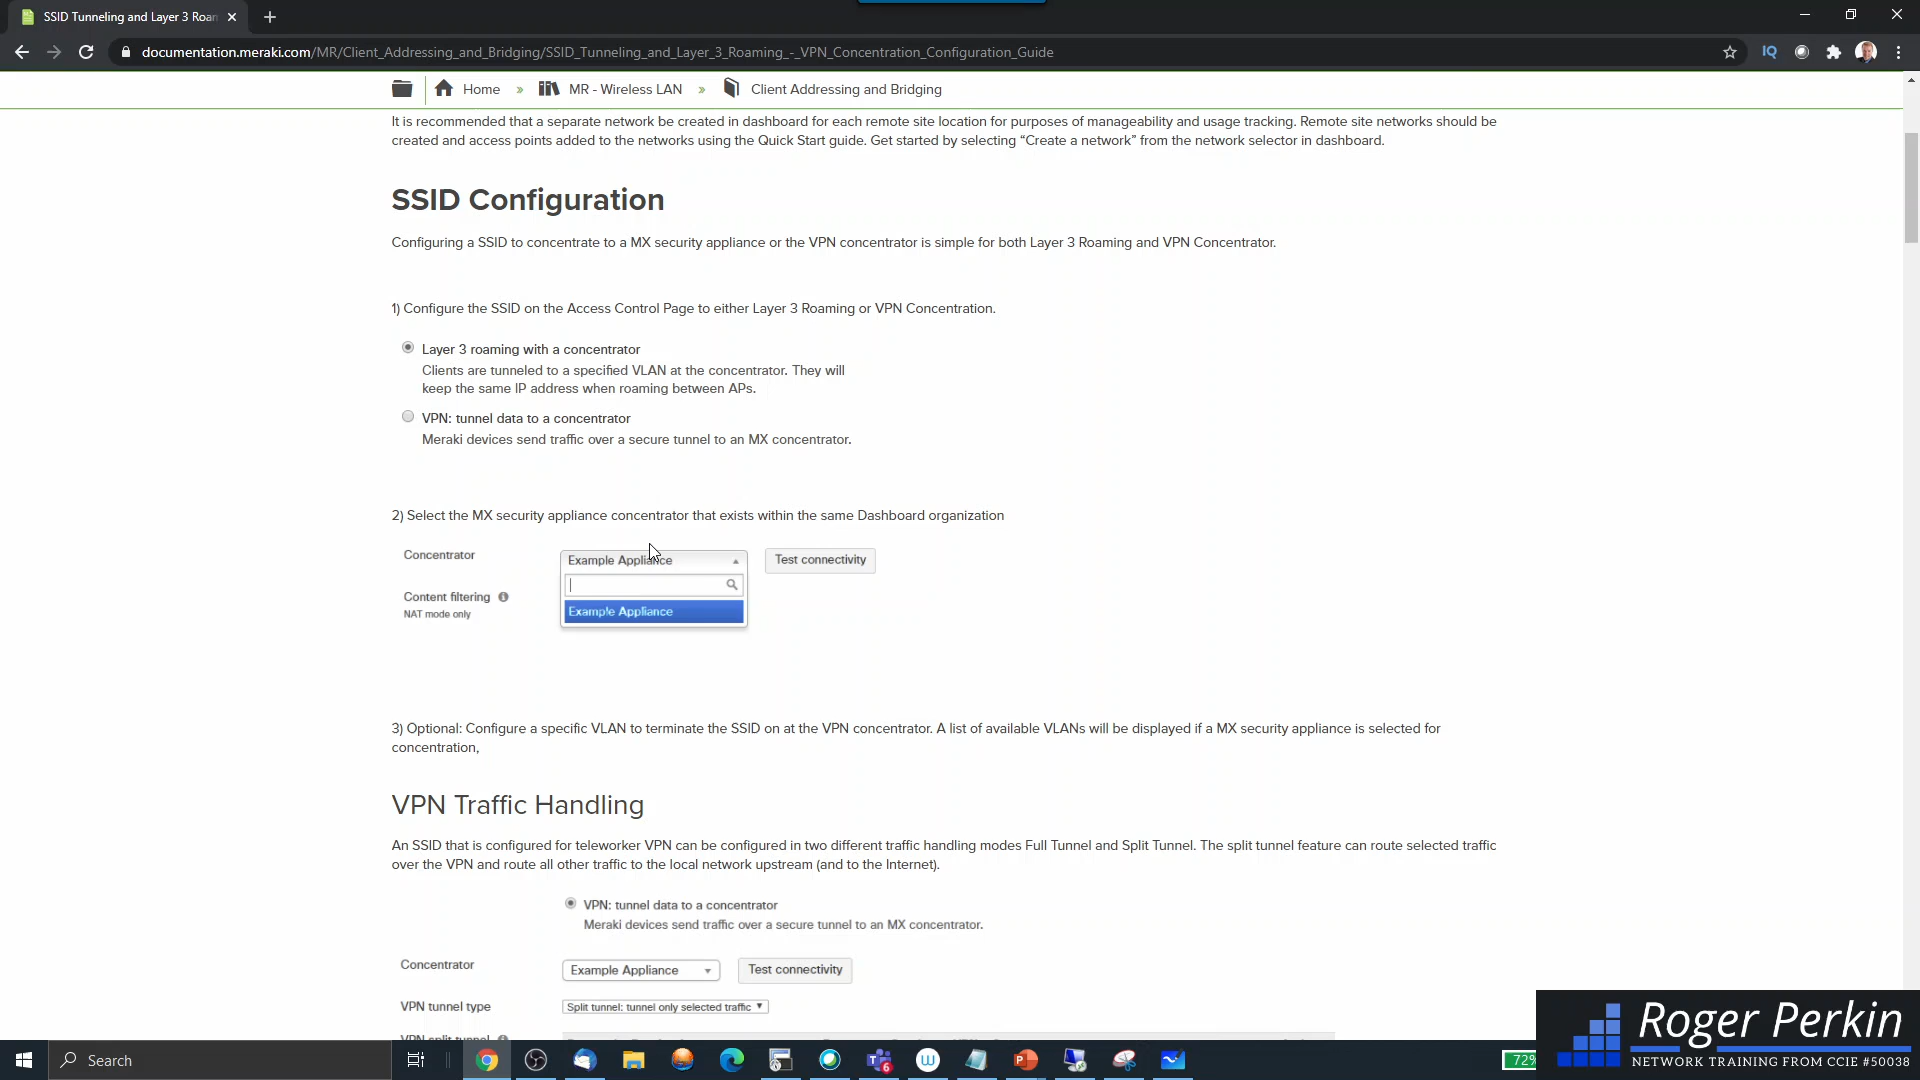 SSID Tunneling and Layer 3 Roam
documentation.meraki.com/MR/Client_Addressing_and_Bridging/SSID_Tunneling_and_Layer_3_Roaming_-_VPN_Concentration_Configuration_Guide
IQ
Home » MR - Wireless LAN » Client Addressing and Bridging
It is recommended that a separate network be created in dashboard for each remote site location for purposes of manageability and usage tracking. Remote site networks should be
created and access points added to the networks using the Quick Start guide. Get started by selecting “Create a network” from the network selector in dashboard.
SSID Configuration
Configuring a SSID to concentrate to a MX security appliance or the VPN concentrator is simple for both Layer 3 Roaming and VPN Concentrator.
1) Configure the SSID on the Access Control Page to either Layer 3 Roaming or VPN Concentration.
Layer 3 roaming with a concentrator
Clients are tunneled to a specified VLAN at the concentrator. They will
keep the same IP address when roaming between APs.
VPN: tunnel data to a concentrator
Meraki devices send traffic over a secure tunnel to an MX concentrator.
2) Select the MX security appliance concentrator that exists within the same Dashboard organization
Concentrator
Example Appliance
Test connectivity
Content filtering
NAT mode only
Example Appliance
3) Optional: Configure a specific VLAN to terminate the SSID on at the VPN concentrator. A list of available VLANs will be displayed if a MX security appliance is selected for
concentration,
VPN Traffic Handling
An SSID that is configured for teleworker VPN can be configured in two different traffic handling modes Full Tunnel and Split Tunnel. The split tunnel feature can route selected traffic
over the VPN and route all other traffic to the local network upstream (and to the Internet).
VPN: tunnel data to a concentrator
Meraki devices send traffic over a secure tunnel to an MX concentrator.
Concentrator
Example Appliance
Test connectivity
VPN tunnel type
Split tunnel: tunnel only selected traffic
VPN split tunnel
Search
6
72%
Roger Perkin
NETWORK TRAINING FROM CCIE #50038